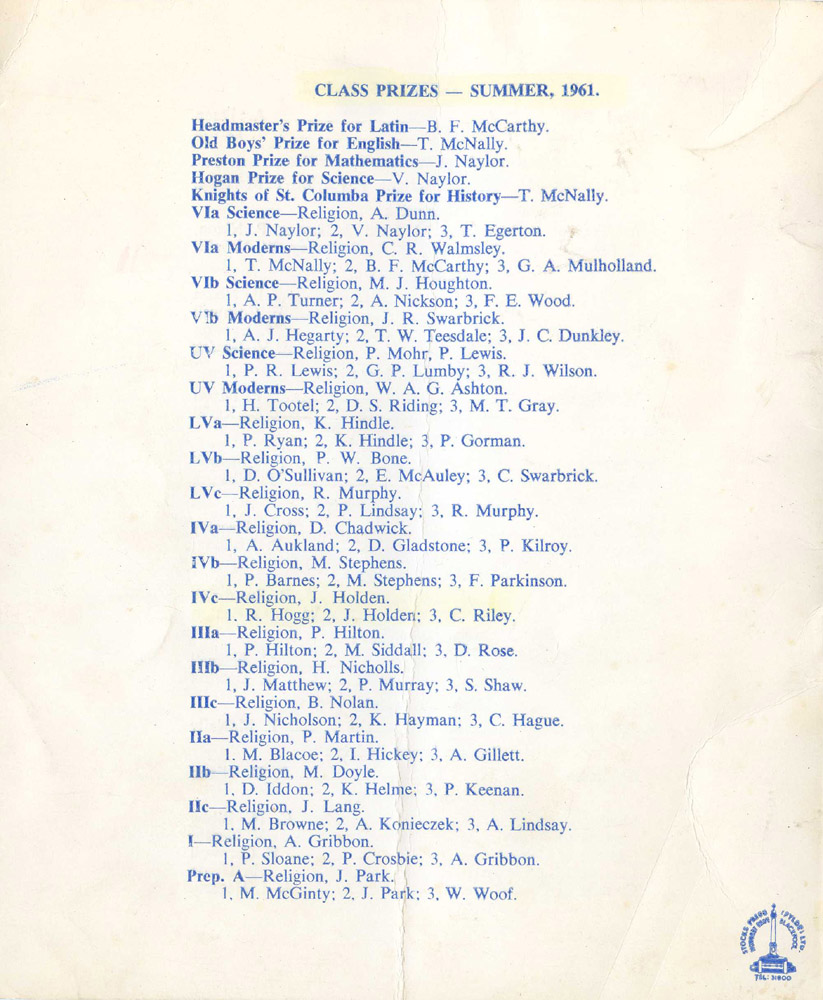 CLASS PRIZES — SUMMER, 1961.
Headmaster's Prize for Latin—B. F. McCarthy.
Old Boys' Prize for English—T. McNally.
Preston Prize for Mathematics—J. Naylor.
Hogan Prize for Science—V. Naylor.
Knights of St. Columba Prize for History—T. McNally.
VIa Science—Religion, A. Dunn.
1, J. Naylor; 2, V. Naylor; 3, T. Egerton.
VIa Moderns—Religion, C. R. Walmsley.
1, T. McNally; 2, B. F. McCarthy; 3, G. A. Mulholland.
VIb Science—Religion, M. J. Houghton.
1, A. P. Turner; 2, A. Nickson; 3, F. E. Wood.
VIb Moderns—Religion, J. R. Swarbrick.
1, A. J. Hegarty; 2, T. W. Teesdale; 3, J. C. Dunkley.
UV Science—Religion, P. Mohr, P. Lewis.
1, P. R. Lewis; 2, G. P. Lumby; 3, R. J. Wilson.
UV Moderns—Religion, W. A. G. Ashton.
1, H. Tootel; 2, D. S. Riding; 3, M. T. Gray.
LVa—Religion, K. Hindle.
1, P. Ryan; 2, K. Hindle; 3, P. Gorman.
LVb—Religion, P. W. Bone.
1, D. O'Sullivan; 2, E. McAuley; 3, C. Swarbrick.
LVc—Religion, R. Murphy.
1, J. Cross; 2, P. Lindsay; 3, R. Murphy.
IVa—Religion, D. Chadwick.
1, A. Aukland; 2, D. Gladstone; 3, P. Kilroy.
IVb—Religion, M. Stephens.
1, P. Barnes; 2, M. Stephens; 3, F. Parkinson.
IVc—Religion, J. Holden.
1. R. Hogg; 2, J. Holden; 3, C. Riley.
IIIa—Religion, P. Hilton.
1, P. Hilton; 2, M. Siddall; 3, D. Rose.
IIIb—Religion, H. Nicholls.
1, J. Matthew; 2, P. Murray; 3, S. Shaw.
IIIc—Religion, B. Nolan.
1, J. Nicholson; 2, K. Hayman; 3, C. Hague.
IIa—Religion, P. Martin.
1. M. Blacoe; 2, I. Hickey; 3, A. Gillett.
IIb—Religion, M. Doyle.
1, D. Iddon; 2, K. Helme; 3, P. Keenan.
IIc—Religion, J. Lang.
1, M. Browne; 2, A. Konieczek; 3, A. Lindsay.
I—Religion, A. Gribbon.
1, P. Sloane; 2, P. Crosbie; 3, A. Gribbon.
Prep. A—Religion, J. Park.
1, M. McGinty; 2, J. Park; 3, W. Woof.
STOCKS PRESS (FYLDE) LTD.
BLACKPOOL
TEL: 31800